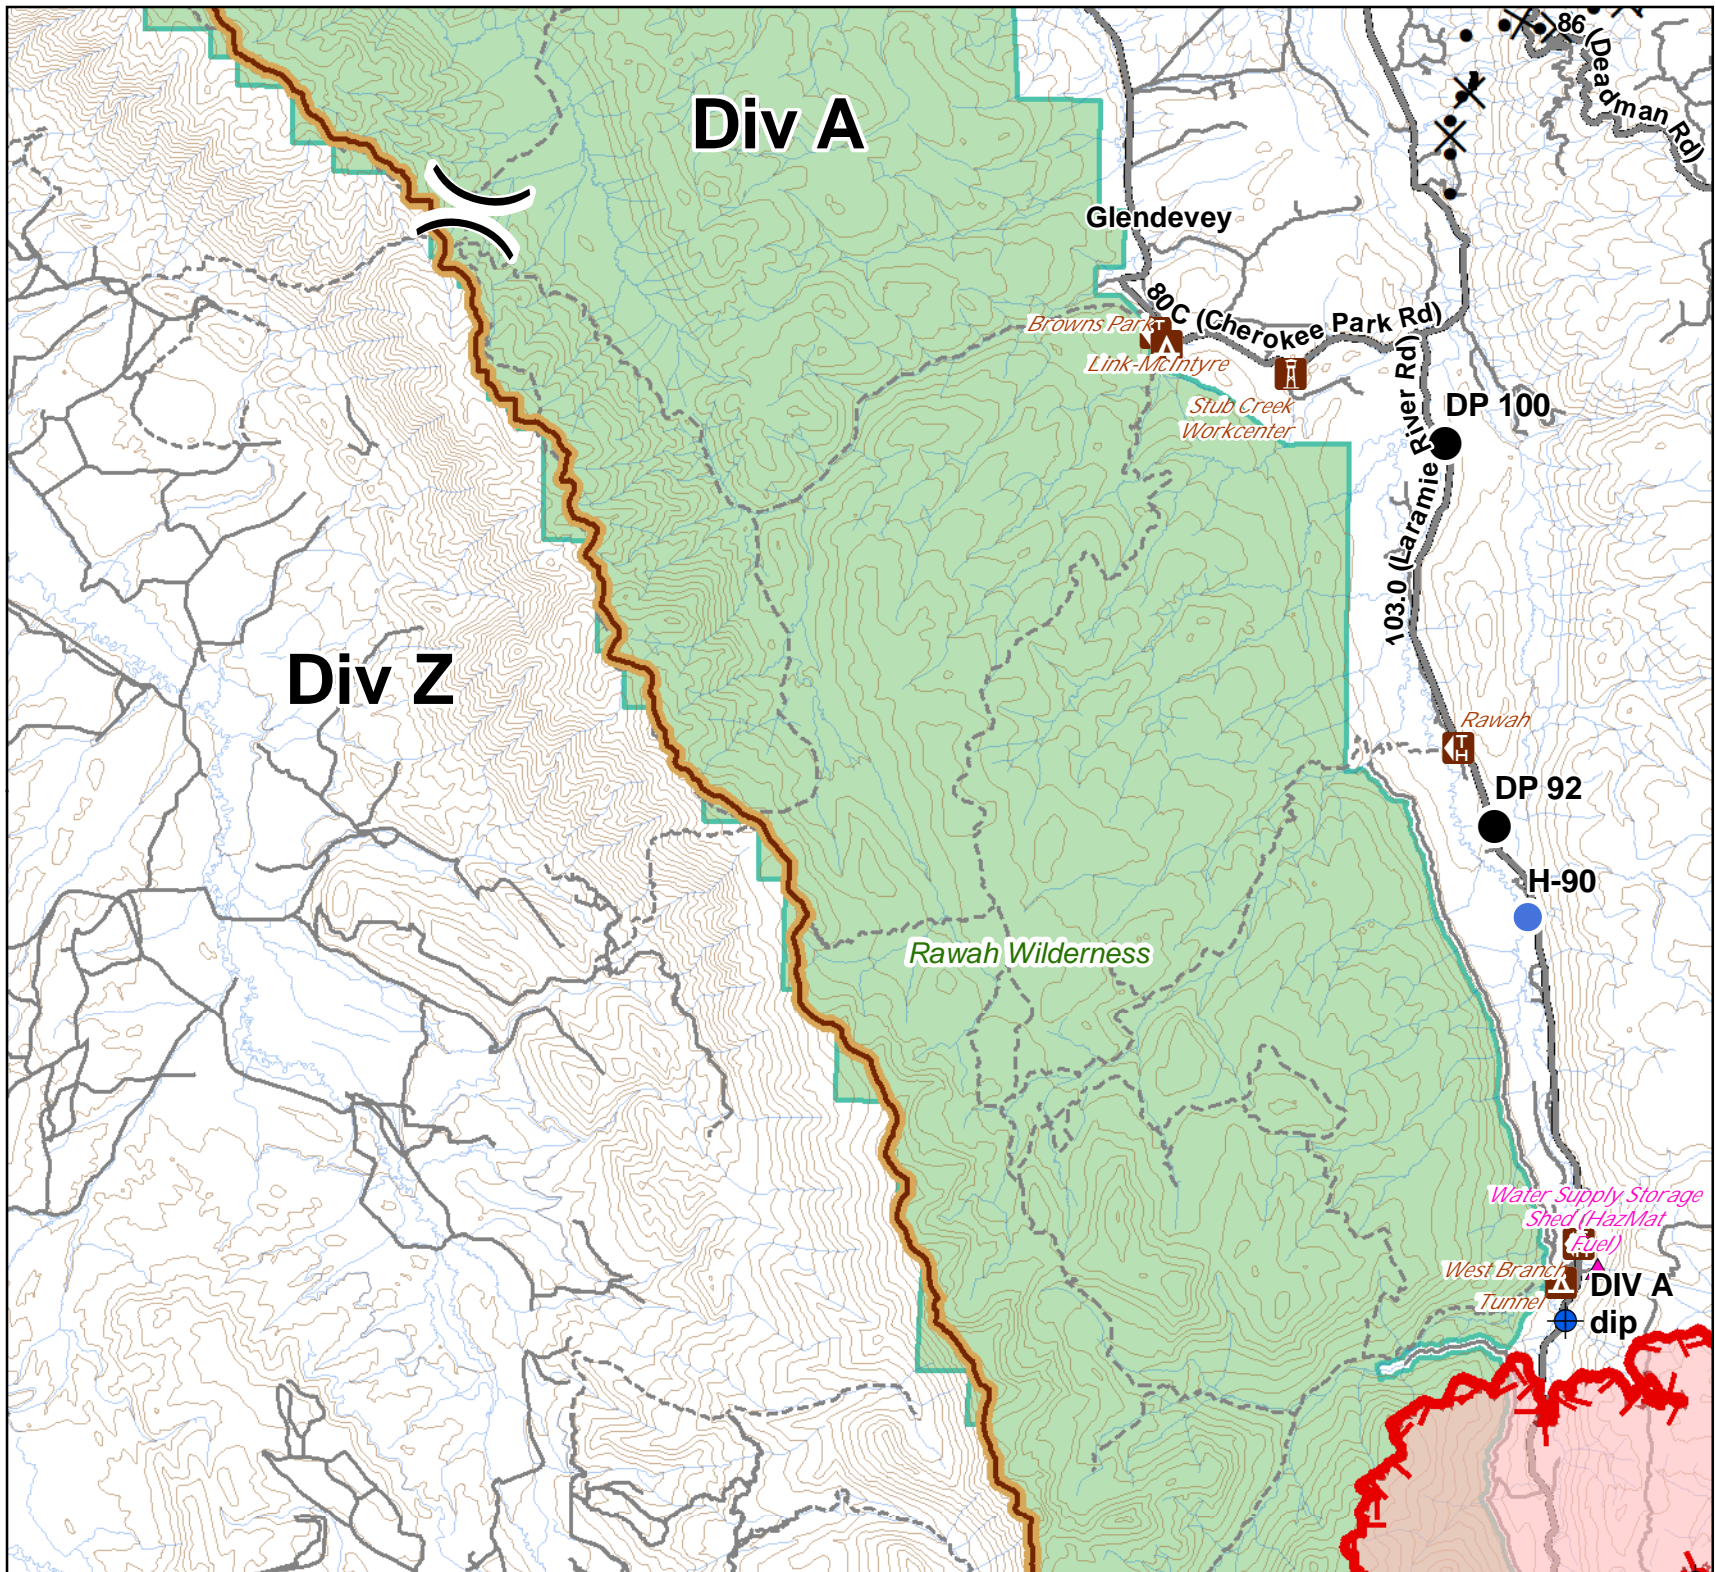 86 (Deadman Rd)
Div A
Glendevey
80C (Cherokee Park Rd)
Browns Park
Link-McIntyre
Stub Creek
Workcenter
DP 100
103.0 (Laramie River Rd)
Div Z
Rawah
DP 92
H-90
Rawah Wilderness
Water Supply Storage
Shed (HazMat
Fuel)
West Branch
Tunnel
DIV A
dip
T
H